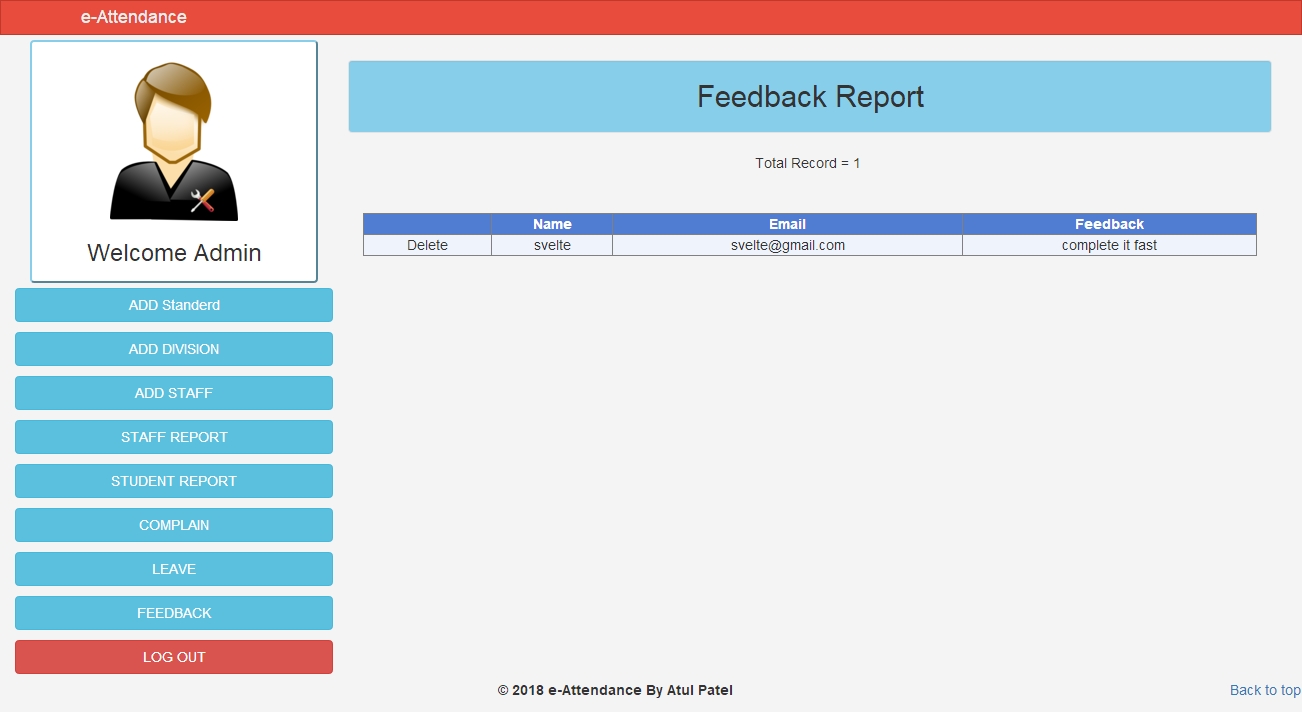 e-Attendance
Welcome Admin
ADD Standerd
ADD DIVISION
ADD STAFF
STAFF REPORT
STUDENT REPORT
COMPLAIN
LEAVE
FEEDBACK
LOG OUT
Feedback Report
Total Record = 1
Name Email Feedback
Delete svelte svelte@gmail.com complete it fast
© 2018 e-Attendance By Atul Patel
Back to top